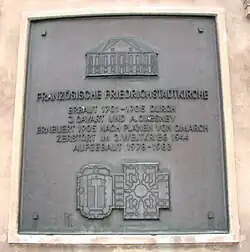 FRANZÖSISCHE FRIEDRICHSTADTKIRCHE
ERBAUT 1701-1705 DURCH
J. CAYART UND A. QUESNEY
ERNEUERT 1905 NACH PLÄNEN VON O. MARCH
ZERSTÖRT IM 2. WELTKRIEG 1944
AUFGEBAUT 1978-1983